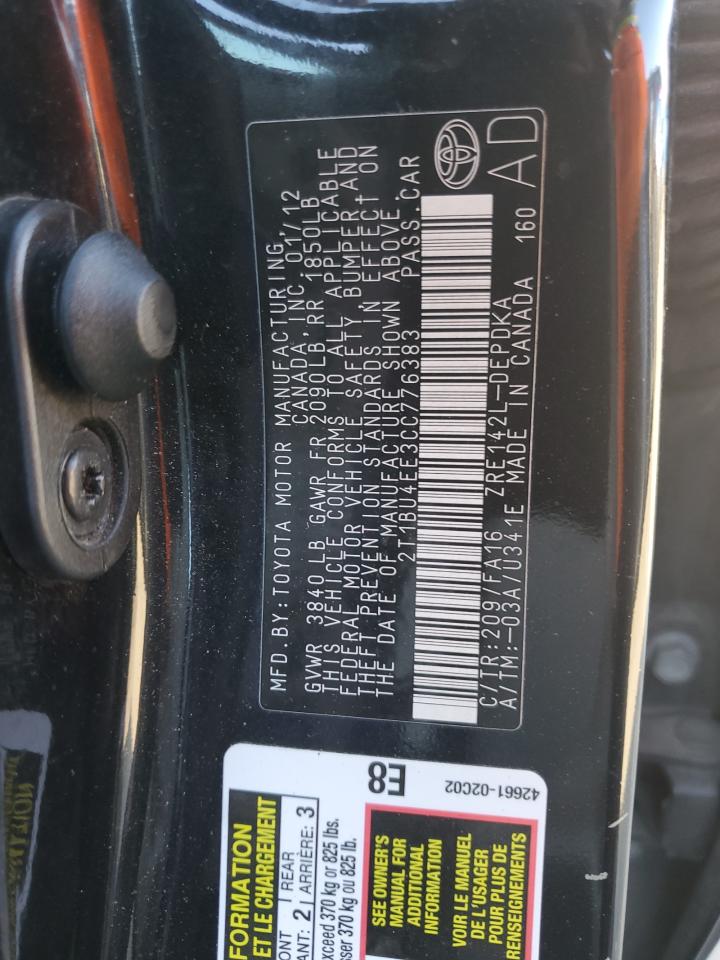 MFD. BY: TOYOTA MOTOR MANUFACTURING,
CANADA, INC. 01/12
GVWR 3840LB GAWR FR 2090LB RR 1850LB
THIS VEHICLE CONFORMS TO ALL APPLICABLE
FEDERAL MOTOR VEHICLE SAFETY, BUMPER AND
THEFT PREVENTION STANDARDS IN EFFECT ON
THE DATE OF MANUFACTURE SHOWN ABOVE.
2T1BU4EE3CC776383 PASS. CAR
C/TR: 209/FA16 ZRE142L-DEPDKA
A/TM: -03A/U341E MADE IN CANADA 160
AD
FORMATION
ET LE CHARGEMENT
ONT REAR
ANT: 2 ARRIÈRE: 3
exceed 370 kg or 825 lbs.
sser 370 kg ou 825 lb.
E8
SEE OWNER'S
MANUAL FOR
ADDITIONAL
INFORMATION
VOIR LE MANUEL
DE L'USAGER
POUR PLUS DE
RENSEIGNEMENTS
42661-02C02